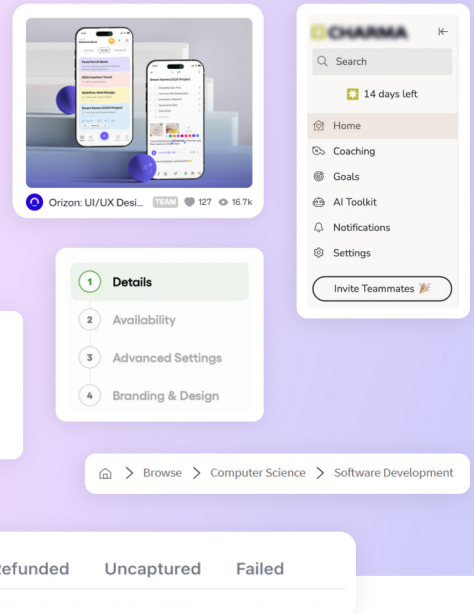 CHARMA
Search
14 days left
Home
Coaching
Goals
AI Toolkit
Notifications
Settings
Invite Teammates
Orizon: UI/UX Desi... TEAM 127 16.7k
1 Details
2 Availability
3 Advanced Settings
4 Branding & Design
Browse > Computer Science > Software Development
Refunded Uncaptured Failed